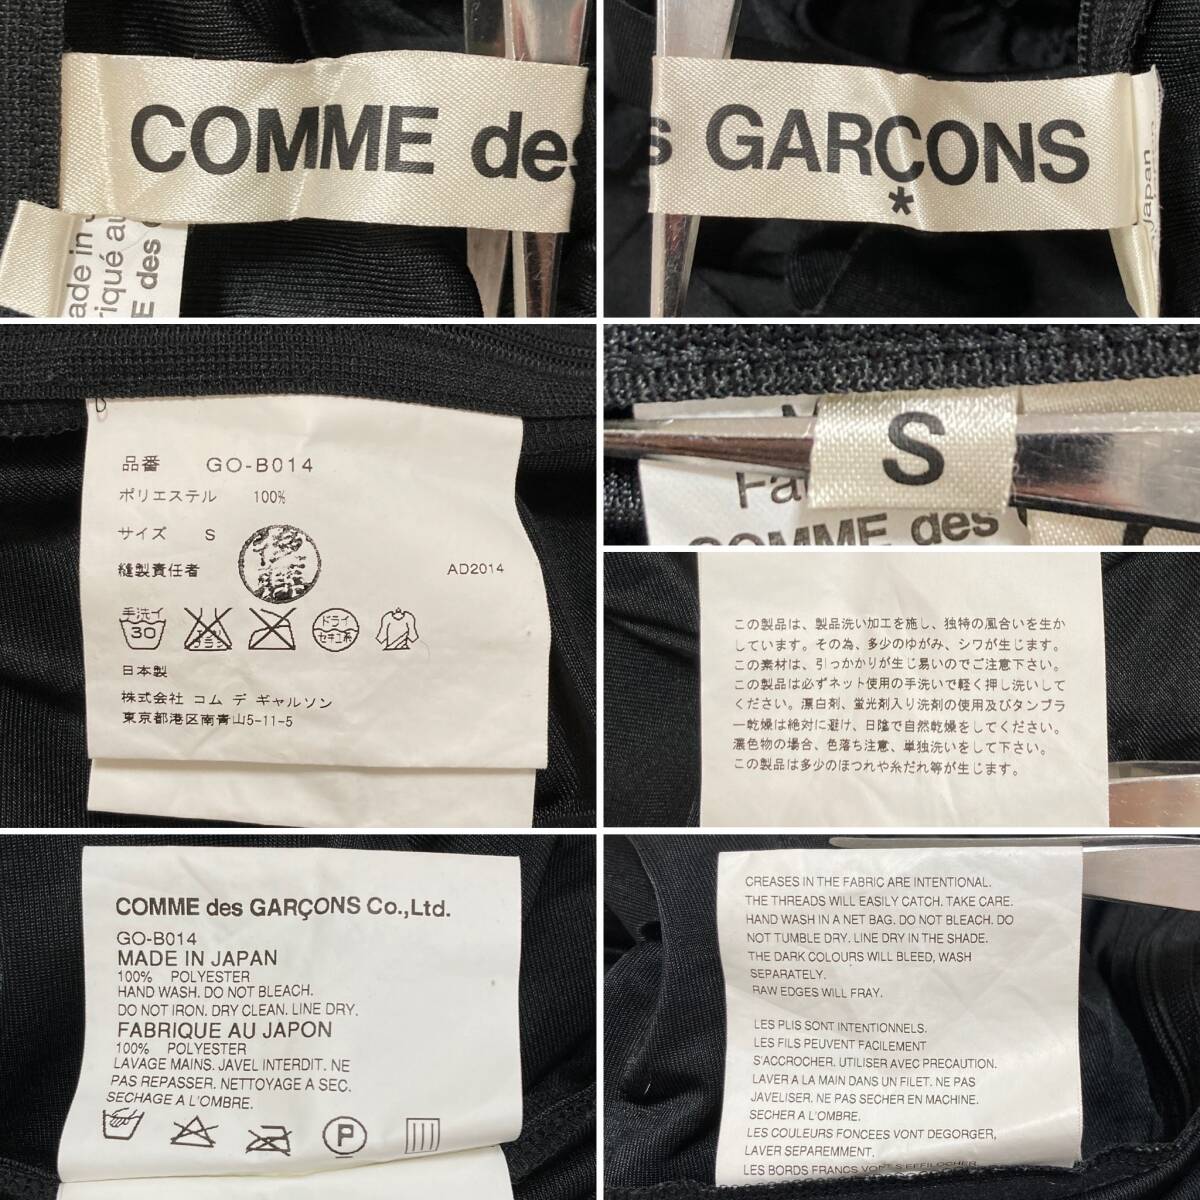 COMME des
ade in J
riqué au
E des G
s GARCONS
*
Japan
品番 GO-B014
ポリエステル 100%
サイズ S
縫製責任者
AD2014
手洗イ
30
ドライ
セキユ系
日本製
株式会社 コム デ ギャルソン
東京都港区南青山5-11-5
S
Fa
COMME des
この製品は、製品洗い加工を施し、独特の風合いを生か
しています。その為、多少のゆがみ、シワが生じます。
この素材は、引っかかりが生じ易いのでご注意下さい。
この製品は必ずネット使用の手洗いで軽く押し洗いして
ください。漂白剤、蛍光剤入り洗剤の使用及びタンブラ
ー乾燥は絶対に避け、日陰で自然乾燥をしてください。
濃色物の場合、色落ち注意、単独洗いをして下さい。
この製品は多少のほつれや糸だれ等が生じます。
COMME des GARÇONS Co.,Ltd.
GO-B014
MADE IN JAPAN
100% POLYESTER
HAND WASH. DO NOT BLEACH.
DO NOT IRON. DRY CLEAN. LINE DRY.
FABRIQUE AU JAPON
100% POLYESTER
LAVAGE MAINS. JAVEL INTERDIT. NE
PAS REPASSER. NETTOYAGE A SEC.
SECHAGE A L'OMBRE.
P
CREASES IN THE FABRIC ARE INTENTIONAL.
THE THREADS WILL EASILY CATCH. TAKE CARE.
HAND WASH IN A NET BAG. DO NOT BLEACH. DO
NOT TUMBLE DRY. LINE DRY IN THE SHADE.
THE DARK COLOURS WILL BLEED, WASH
SEPARATELY.
RAW EDGES WILL FRAY.
LES PLIS SONT INTENTIONNELS.
LES FILS PEUVENT FACILEMENT
S'ACCROCHER. UTILISER AVEC PRECAUTION.
LAVER A LA MAIN DANS UN FILET. NE PAS
JAVELISER. NE PAS SECHER EN MACHINE.
SECHER A L'OMBRE.
LES COULEURS FONCEES VONT DEGORGER,
LAVER SEPAREMMENT.
LES BORDS FRANCS VONT S'EFFILOCHER